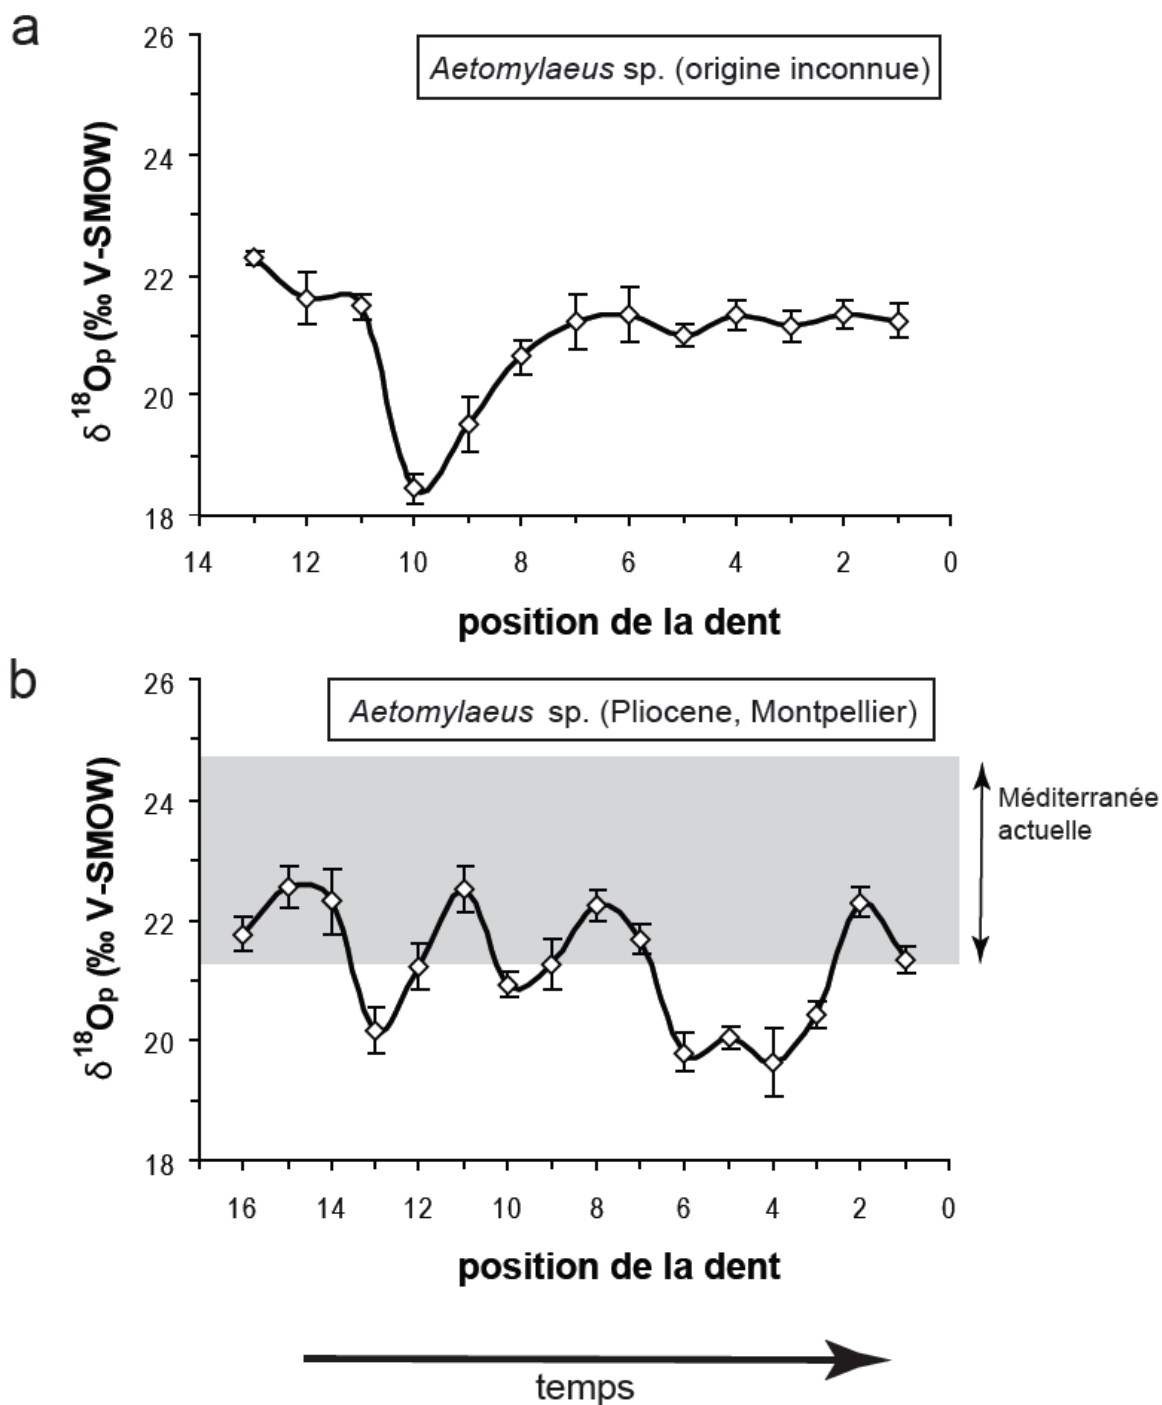 a
Aetomylaeus sp. (origine inconnue)
δ¹⁸Op (‰ V-SMOW)
26
24
22
20
18
14 12 10 8 6 4 2 0
position de la dent
b
Aetomylaeus sp. (Pliocene, Montpellier)
δ¹⁸Op (‰ V-SMOW)
26
24
22
20
18
Méditerranée
actuelle
16 14 12 10 8 6 4 2 0
position de la dent
temps